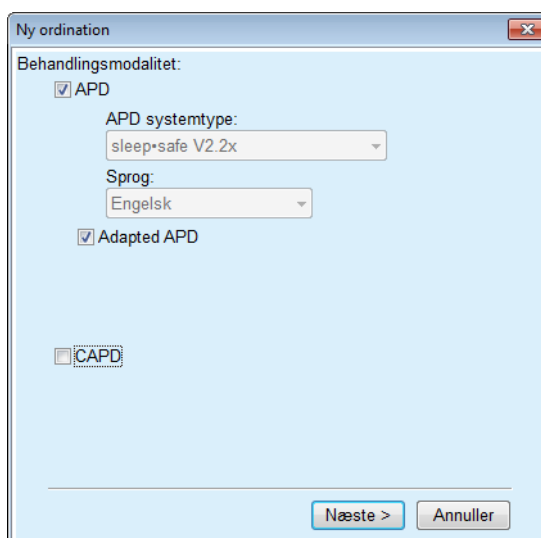 Ny ordination
Behandlingsmodalitet:
APD
APD systemtype:
sleep•safe V2.2x
Sprog:
Engelsk
Adapted APD
CAPD
Næste >
Annuller